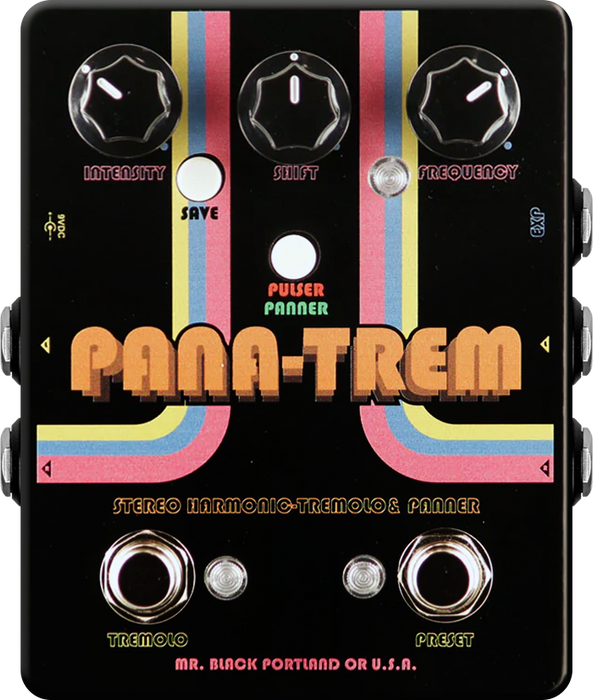 INTENSITY SHIFT FREQUENCY
SAVE
9VDC
EXP
PULSER
PANNER
PANA-TREM
STEREO HARMONIC-TREMOLO & PANNER
TREMOLO PRESET
MR. BLACK PORTLAND OR U.S.A.